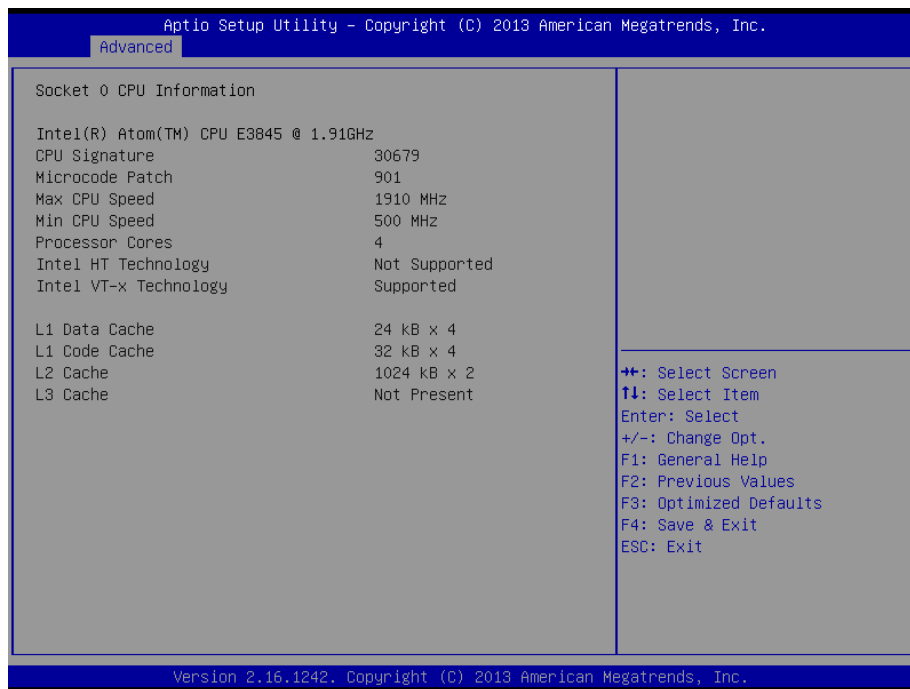 Aptio Setup Utility – Copyright (C) 2013 American Megatrends, Inc.
Advanced
Socket 0 CPU Information
Intel(R) Atom(TM) CPU E3845 @ 1.91GHz
CPU Signature 30679
Microcode Patch 901
Max CPU Speed 1910 MHz
Min CPU Speed 500 MHz
Processor Cores 4
Intel HT Technology Not Supported
Intel VT-x Technology Supported
L1 Data Cache 24 kB x 4
L1 Code Cache 32 kB x 4
L2 Cache 1024 kB x 2
L3 Cache Not Present
→←: Select Screen
↑↓: Select Item
Enter: Select
+/-: Change Opt.
F1: General Help
F2: Previous Values
F3: Optimized Defaults
F4: Save & Exit
ESC: Exit
Version 2.16.1242. Copyright (C) 2013 American Megatrends, Inc.